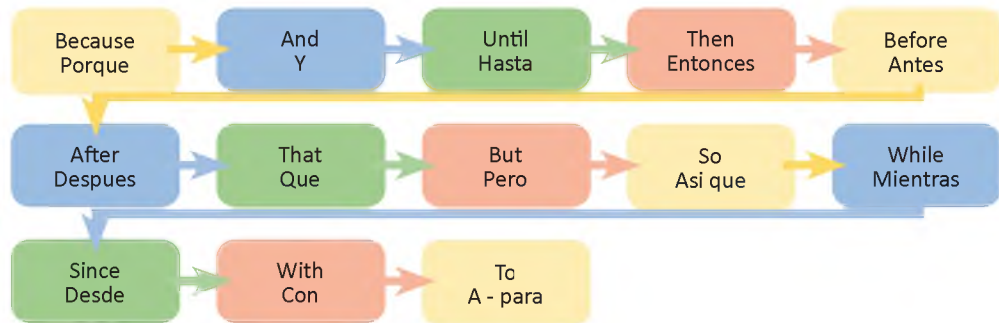 Because
Porque
And
Y
Until
Hasta
Then
Entonces
Before
Antes
After
Despues
That
Que
But
Pero
So
Asi que
While
Mientras
Since
Desde
With
Con
To
A - para